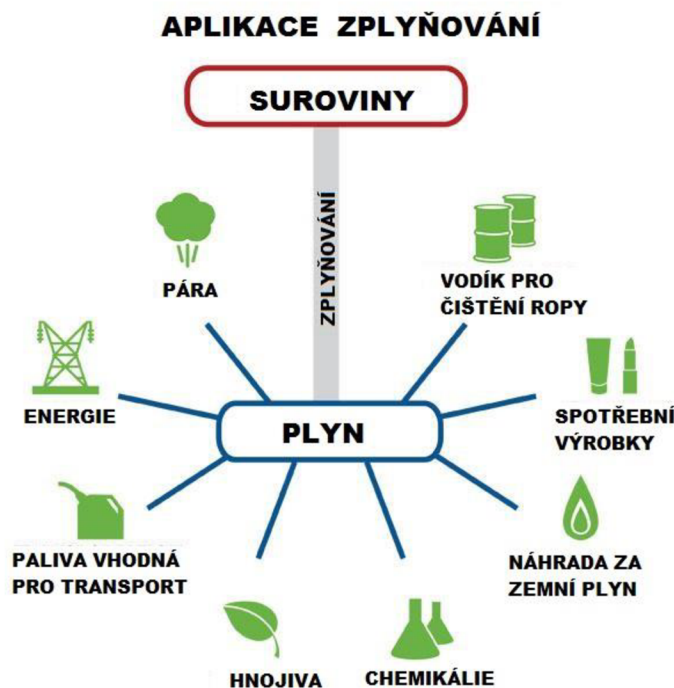 APLIKACE ZPLYŇOVÁNÍ
SUROVINY
ZPLYŇOVÁNÍ
PÁRA
VODÍK PRO
ČIŠTĚNÍ ROPY
ENERGIE
PLYN
SPOTŘEBNÍ
VÝROBKY
PALIVA VHODNÁ
PRO TRANSPORT
NÁHRADA ZA
ZEMNÍ PLYN
HNOJIVA
CHEMIKÁLIE